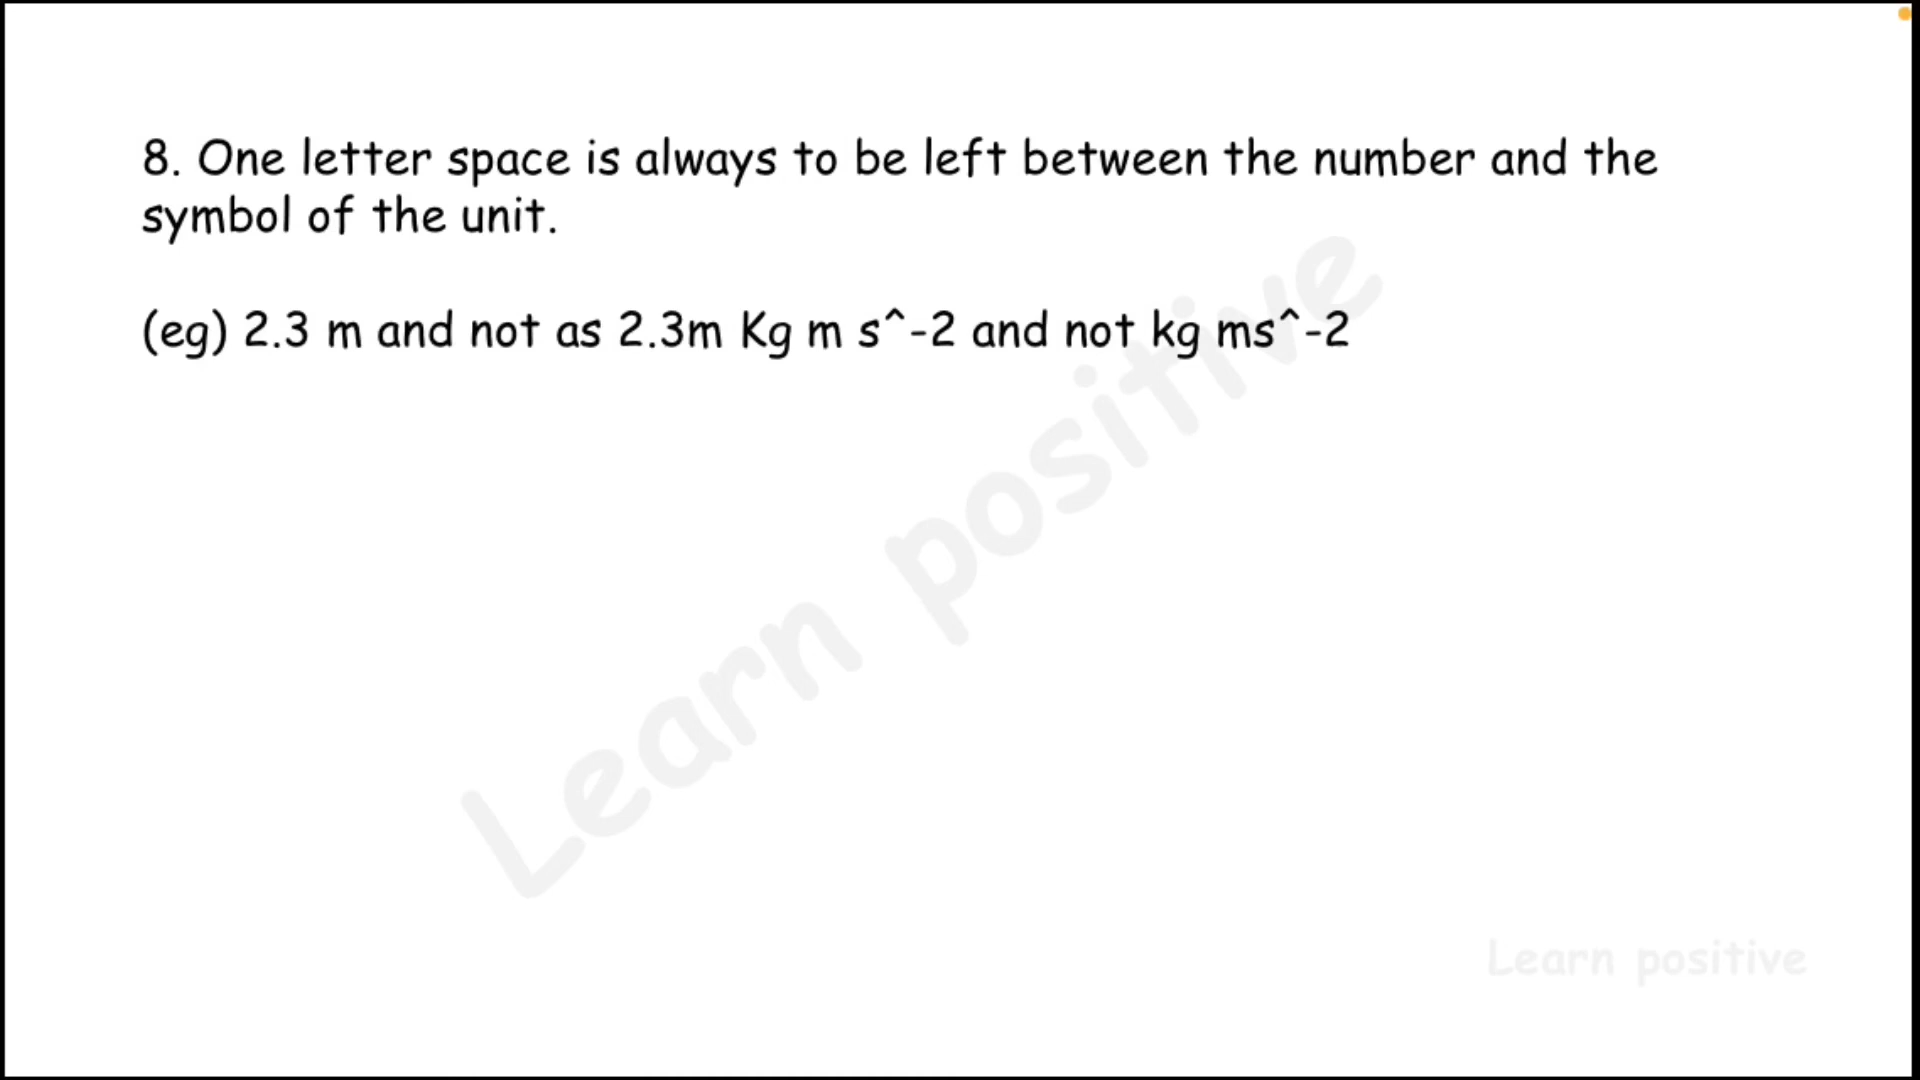 8. One letter space is always to be left between the number and the
symbol of the unit.
(eg) 2.3 m and not as 2.3m Kg m s^-2 and not kg ms^-2
Learn positive
Learn positive